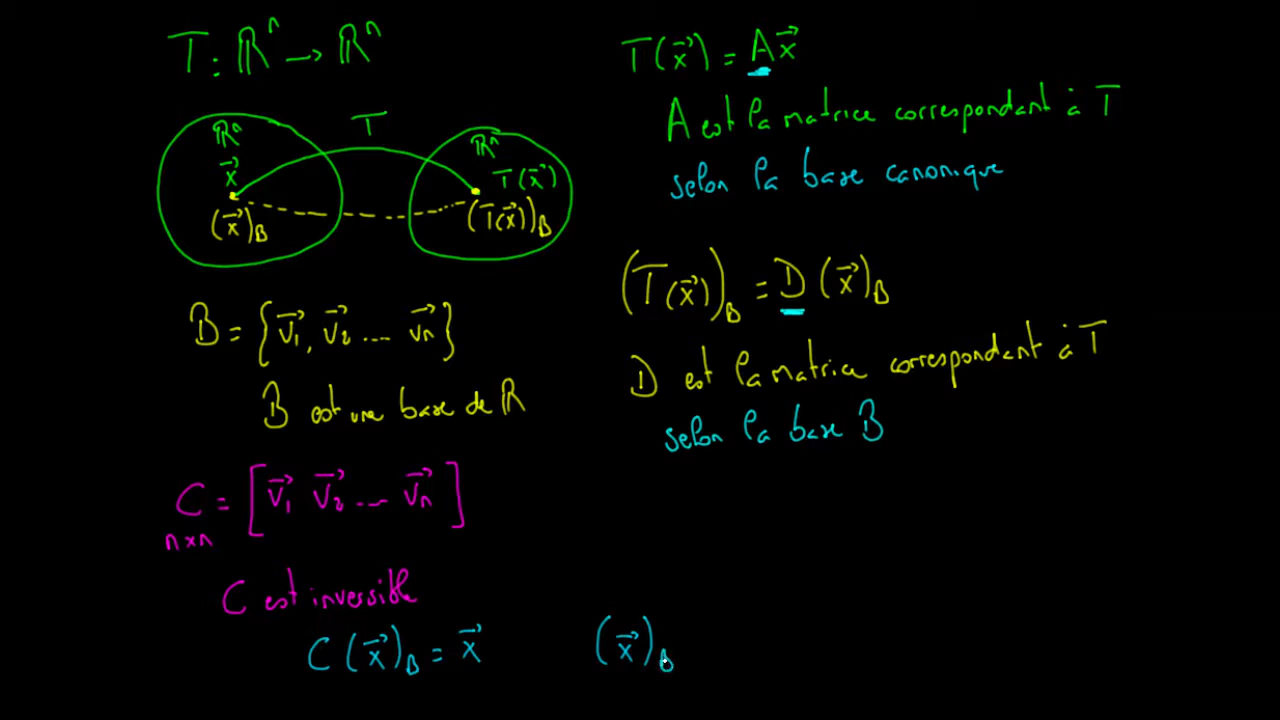 T : ℝⁿ → ℝⁿ
T
ℝⁿ
x⃗
(x⃗)_B
ℝⁿ
T(x⃗)
(T(x⃗))_B
B = {v⃗₁, v⃗₂ .... v⃗n}
B est une base de ℝ
C = [v⃗₁ v⃗₂ ... v⃗n]
n×n
C est inversible
C (x⃗)_B = x⃗
(x⃗)_B
T(x⃗) = Ax⃗
A est la matrice correspondant à T
selon la base canonique
(T(x⃗))_B = D (x⃗)_B
D est la matrice correspondant à T
selon la base B